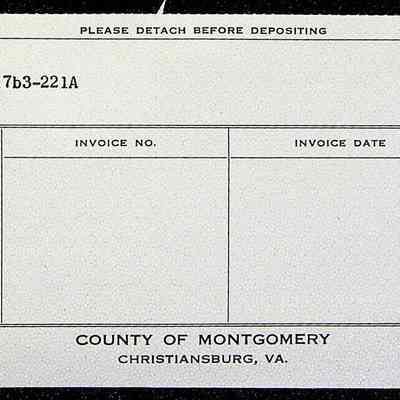 PLEASE DETACH BEFORE DEPOSITING
7b3-221A
INVOICE NO.
INVOICE DATE
COUNTY OF MONTGOMERY
CHRISTIANSBURG, VA.